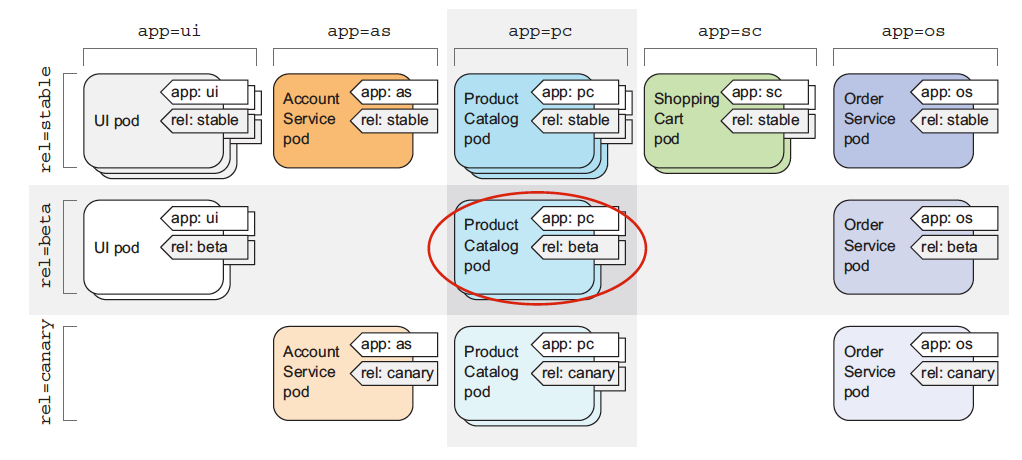 app=ui app=as app=pc app=sc app=os
rel=stable
UI pod
app: ui
rel: stable
Account
Service
pod
app: as
rel: stable
Product
Catalog
pod
app: pc
rel: stable
Shopping
Cart
pod
app: sc
rel: stable
Order
Service
pod
app: os
rel: stable
rel=beta
UI pod
app: ui
rel: beta
Product
Catalog
pod
app: pc
rel: beta
Order
Service
pod
app: os
rel: beta
rel=canary
Account
Service
pod
app: as
rel: canary
Product
Catalog
pod
app: pc
rel: canary
Order
Service
pod
app: os
rel: canary